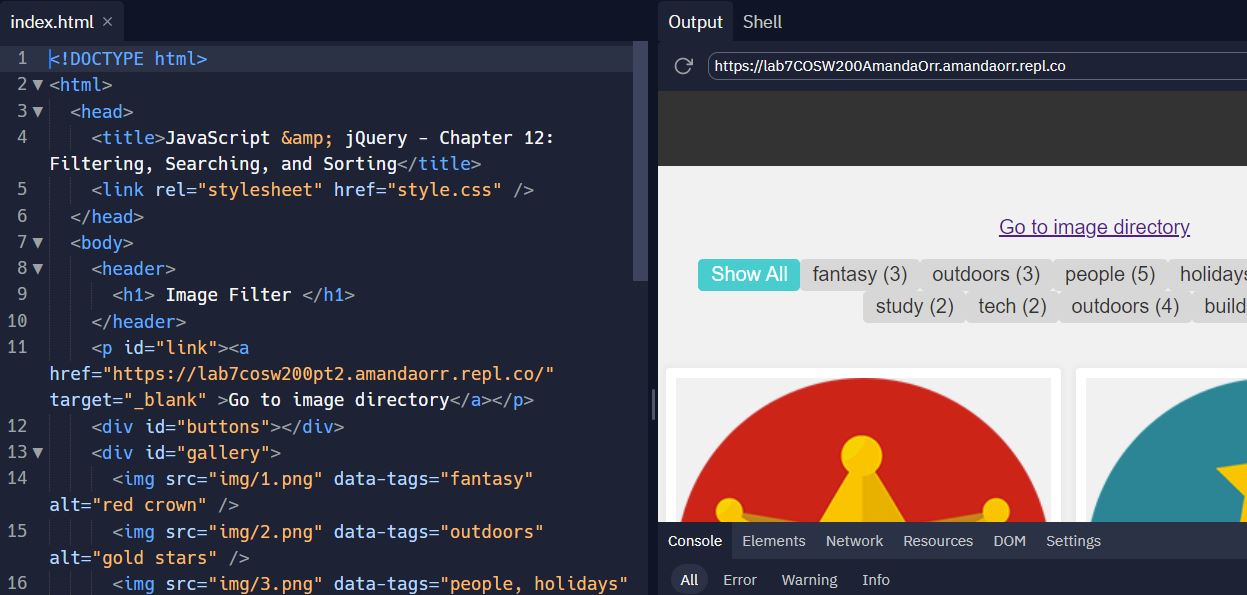 index.html ×
1 <!DOCTYPE html>
2 <html>
3 <head>
4 <title>JavaScript &amp; jQuery - Chapter 12:
Filtering, Searching, and Sorting</title>
5 <link rel="stylesheet" href="style.css" />
6 </head>
7 <body>
8 <header>
9 <h1> Image Filter </h1>
10 </header>
11 <p id="link"><a
href="https://lab7cosw200pt2.amandaorr.repl.co/"
target="_blank" >Go to image directory</a></p>
12 <div id="buttons"></div>
13 <div id="gallery">
14 <img src="img/1.png" data-tags="fantasy"
alt="red crown" />
15 <img src="img/2.png" data-tags="outdoors"
alt="gold stars" />
16 <img src="img/3.png" data-tags="people, holidays"
Output Shell
https://lab7COSW200AmandaOrr.amandaorr.repl.co
Go to image directory
Show All fantasy (3) outdoors (3) people (5) holidays
study (2) tech (2) outdoors (4) build
Console Elements Network Resources DOM Settings
All Error Warning Info